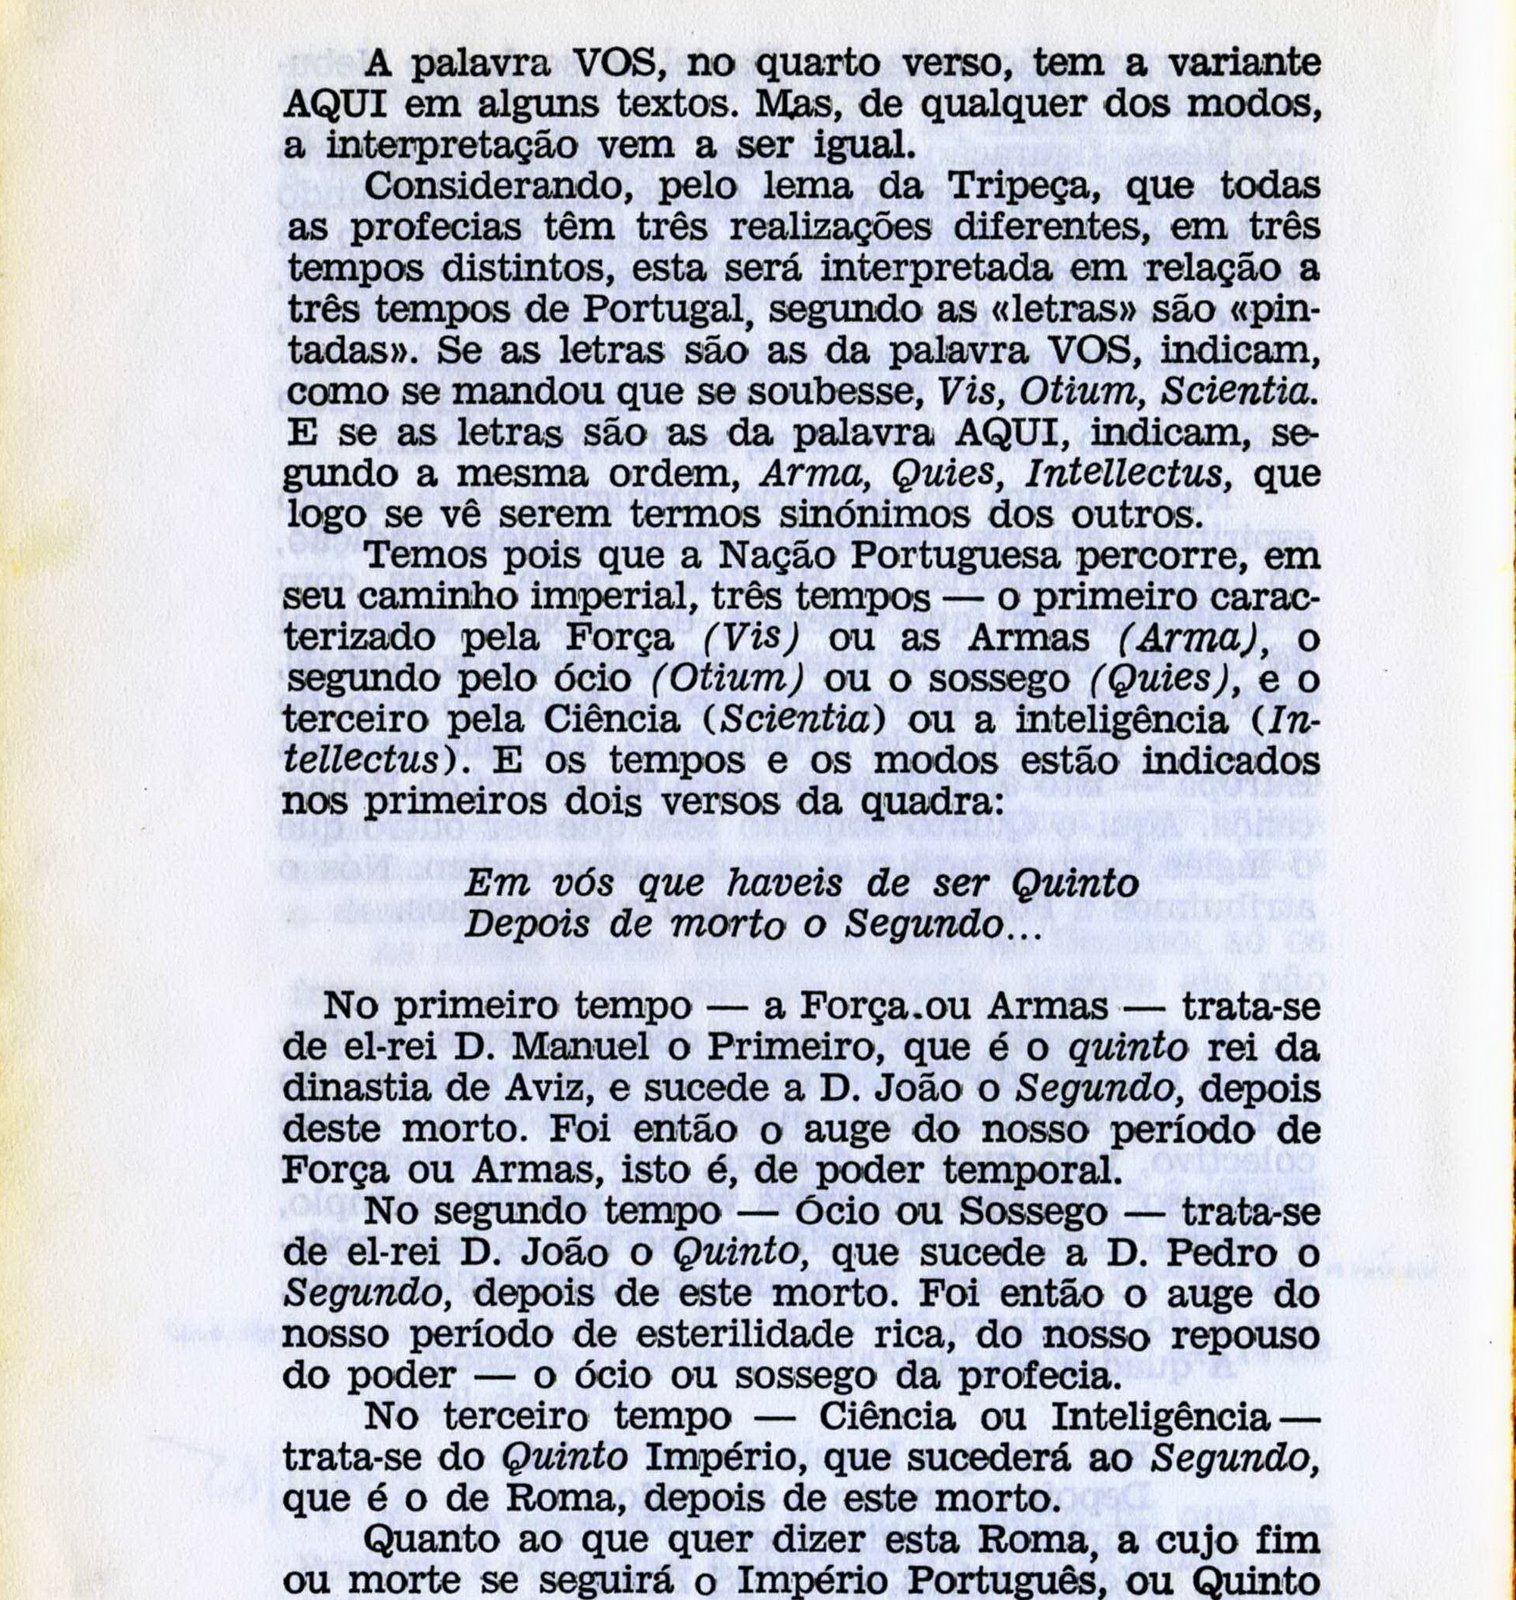 A palavra VOS, no quarto verso, tem a variante
AQUI em alguns textos. Mas, de qualquer dos modos,
a interpretação vem a ser igual.
Considerando, pelo lema da Tripeça, que todas
as profecias têm três realizações diferentes, em três
tempos distintos, esta será interpretada em relação a
três tempos de Portugal, segundo as «letras» são «pin-
tadas». Se as letras são as da palavra VOS, indicam,
como se mandou que se soubesse, Vis, Otium, Scientia.
E se as letras são as da palavra AQUI, indicam, se-
gundo a mesma ordem, Arma, Quies, Intellectus, que
logo se vê serem termos sinónimos dos outros.
Temos pois que a Nação Portuguesa percorre, em
seu caminho imperial, três tempos — o primeiro carac-
terizado pela Força (Vis) ou as Armas (Arma), o
segundo pelo ócio (Otium) ou o sossego (Quies), e o
terceiro pela Ciência (Scientia) ou a inteligência (In-
tellectus). E os tempos e os modos estão indicados
nos primeiros dois versos da quadra:
Em vós que haveis de ser Quinto
Depois de morto o Segundo...
No primeiro tempo — a Força.ou Armas — trata-se
de el-rei D. Manuel o Primeiro, que é o quinto rei da
dinastia de Aviz, e sucede a D. João o Segundo, depois
deste morto. Foi então o auge do nosso período de
Força ou Armas, isto é, de poder temporal.
No segundo tempo — Ócio ou Sossego — trata-se
de el-rei D. João o Quinto, que sucede a D. Pedro o
Segundo, depois de este morto. Foi então o auge do
nosso período de esterilidade rica, do nosso repouso
do poder — o ócio ou sossego da profecia.
No terceiro tempo — Ciência ou Inteligência —
trata-se do Quinto Império, que sucederá ao Segundo,
que é o de Roma, depois de este morto.
Quanto ao que quer dizer esta Roma, a cujo fim
ou morte se seguirá o Império Português, ou Quinto